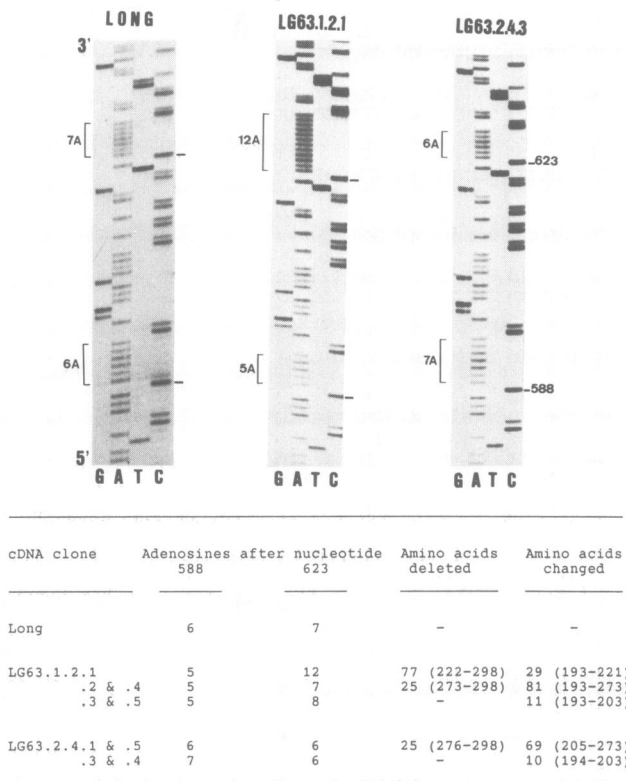 LONG LG63.1.2.1 LG63.2.4.3
3'
7A 12A 6A
-623
6A 5A 7A
-588
5'
G A T C G A T C G A T C
cDNA clone Adenosines after nucleotide Amino acids Amino acids
588 623 deleted changed
Long 6 7 - -
LG63.1.2.1 5 12 77 (222-298) 29 (193-221)
.2 & .4 5 7 25 (273-298) 81 (193-273)
.3 & .5 5 8 - 11 (193-203)
LG63.2.4.1 & .5 6 6 25 (276-298) 69 (205-273)
.3 & .4 7 6 - 10 (194-203)